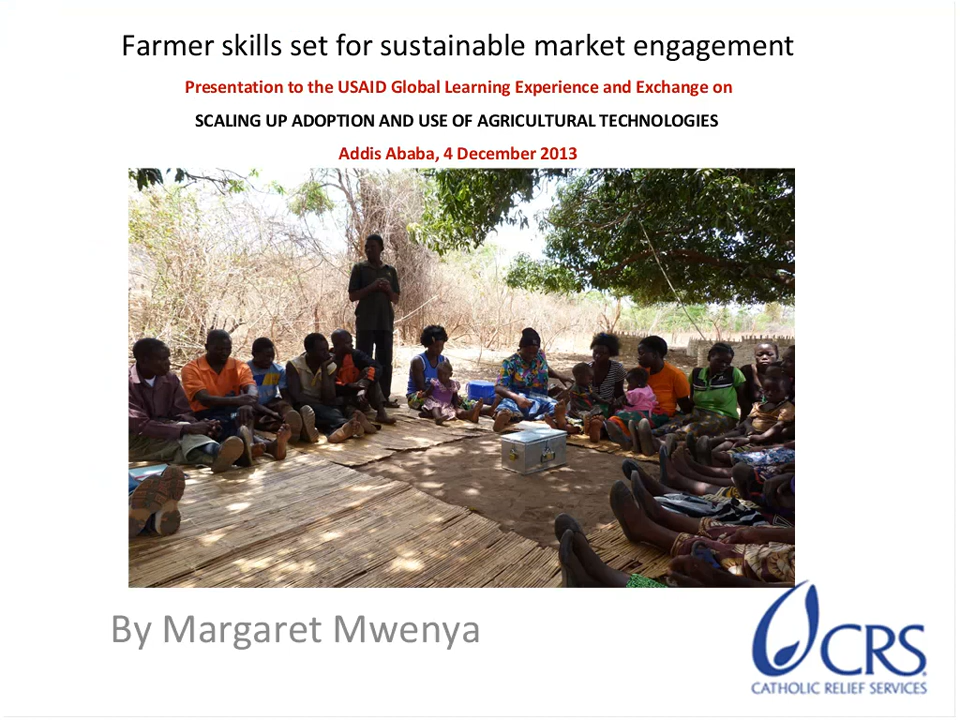 Farmer skills set for sustainable market engagement
Presentation to the USAID Global Learning Experience and Exchange on
SCALING UP ADOPTION AND USE OF AGRICULTURAL TECHNOLOGIES
Addis Ababa, 4 December 2013
By Margaret Mwenya
CRS
CATHOLIC RELIEF SERVICES